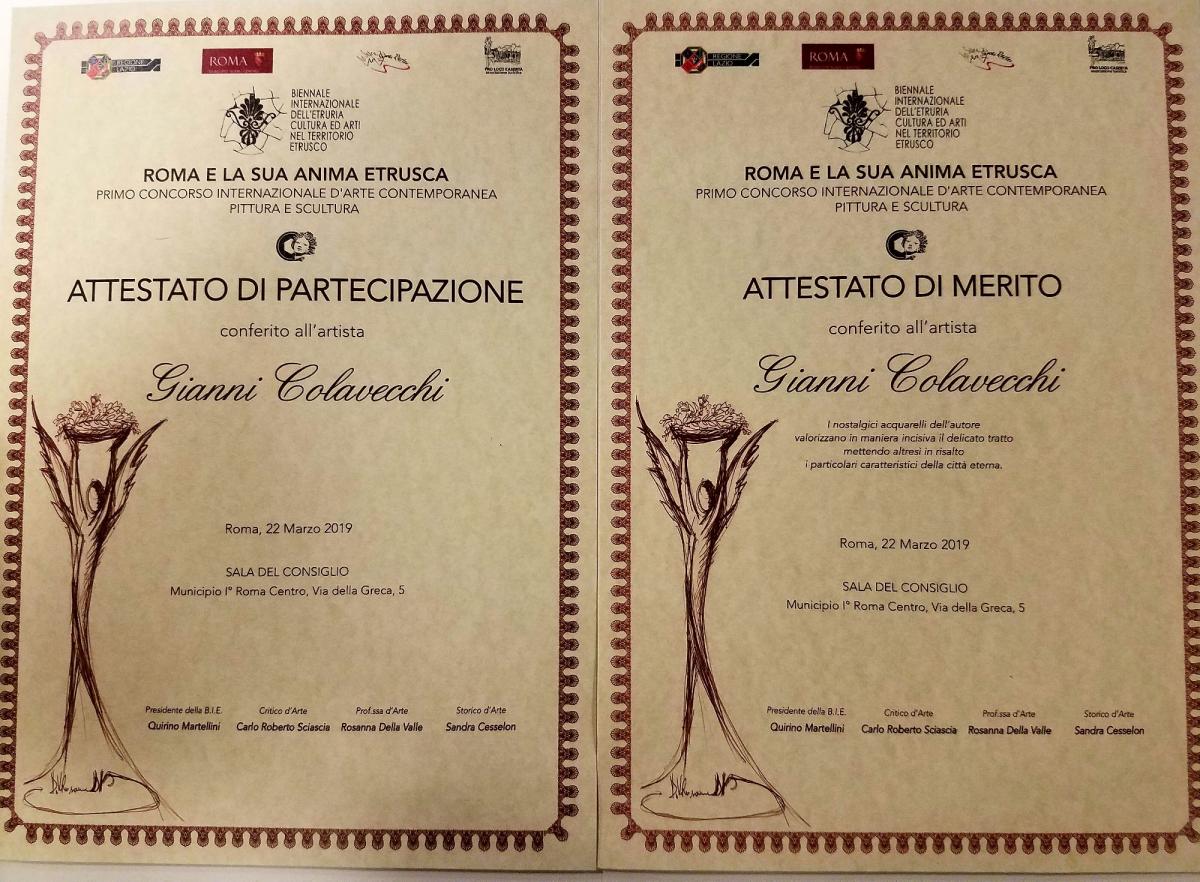 REGIONE
LAZIO
ROMA
PRO LOCO CANEPINA
BIENNALE
INTERNAZIONALE
DELL'ETRURIA
CULTURA ED ARTI
NEL TERRITORIO
ETRUSCO
ROMA E LA SUA ANIMA ETRUSCA
PRIMO CONCORSO INTERNAZIONALE D'ARTE CONTEMPORANEA
PITTURA E SCULTURA
ATTESTATO DI PARTECIPAZIONE
conferito all'artista
Gianni Colavecchi
Roma, 22 Marzo 2019
SALA DEL CONSIGLIO
Municipio I° Roma Centro, Via della Greca, 5
Presidente della B.I.E. Critico d'Arte Prof.ssa d'Arte Storico d'Arte
Quirino Martellini Carlo Roberto Sciascia Rosanna Della Valle Sandra Cesselon
REGIONE
LAZIO
ROMA
BIENNALE
INTERNAZIONALE
DELL'ETRURIA
CULTURA ED ARTI
NEL TERRITORIO
ETRUSCO
ROMA E LA SUA ANIMA ETRUSCA
PRIMO CONCORSO INTERNAZIONALE D'ARTE CONTEMPORANEA
PITTURA E SCULTURA
ATTESTATO DI MERITO
conferito all'artista
Gianni Colavecchi
I nostalgici acquarelli dell'autore
valorizzano in maniera incisiva il delicato tratto
mettendo altresì in risalto
i particolari caratteristici della città eterna.
Roma, 22 Marzo 2019
SALA DEL CONSIGLIO
Municipio I° Roma Centro, Via della Greca, 5
Presidente della B.I.E. Critico d'Arte Prof.ssa d'Arte Storico d'Arte
Quirino Martellini Carlo Roberto Sciascia Rosanna Della Valle Sandra Cesselon